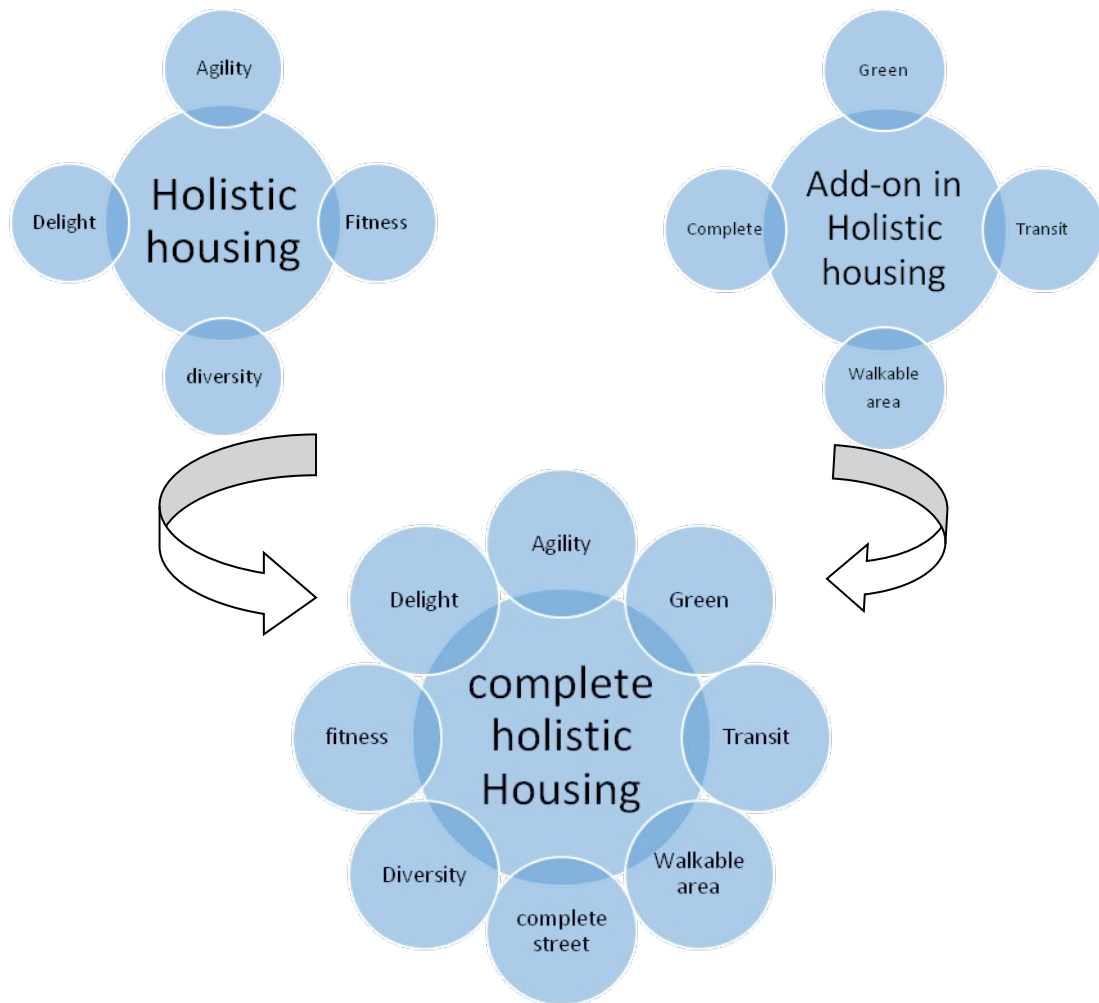 Agility
Holistic
housing
Delight
Fitness
diversity
Green
Add-on in
Holistic
housing
Complete
Transit
Walkable
area
Agility
Delight
Green
complete
holistic
Housing
fitness
Transit
Diversity
Walkable
area
complete
street